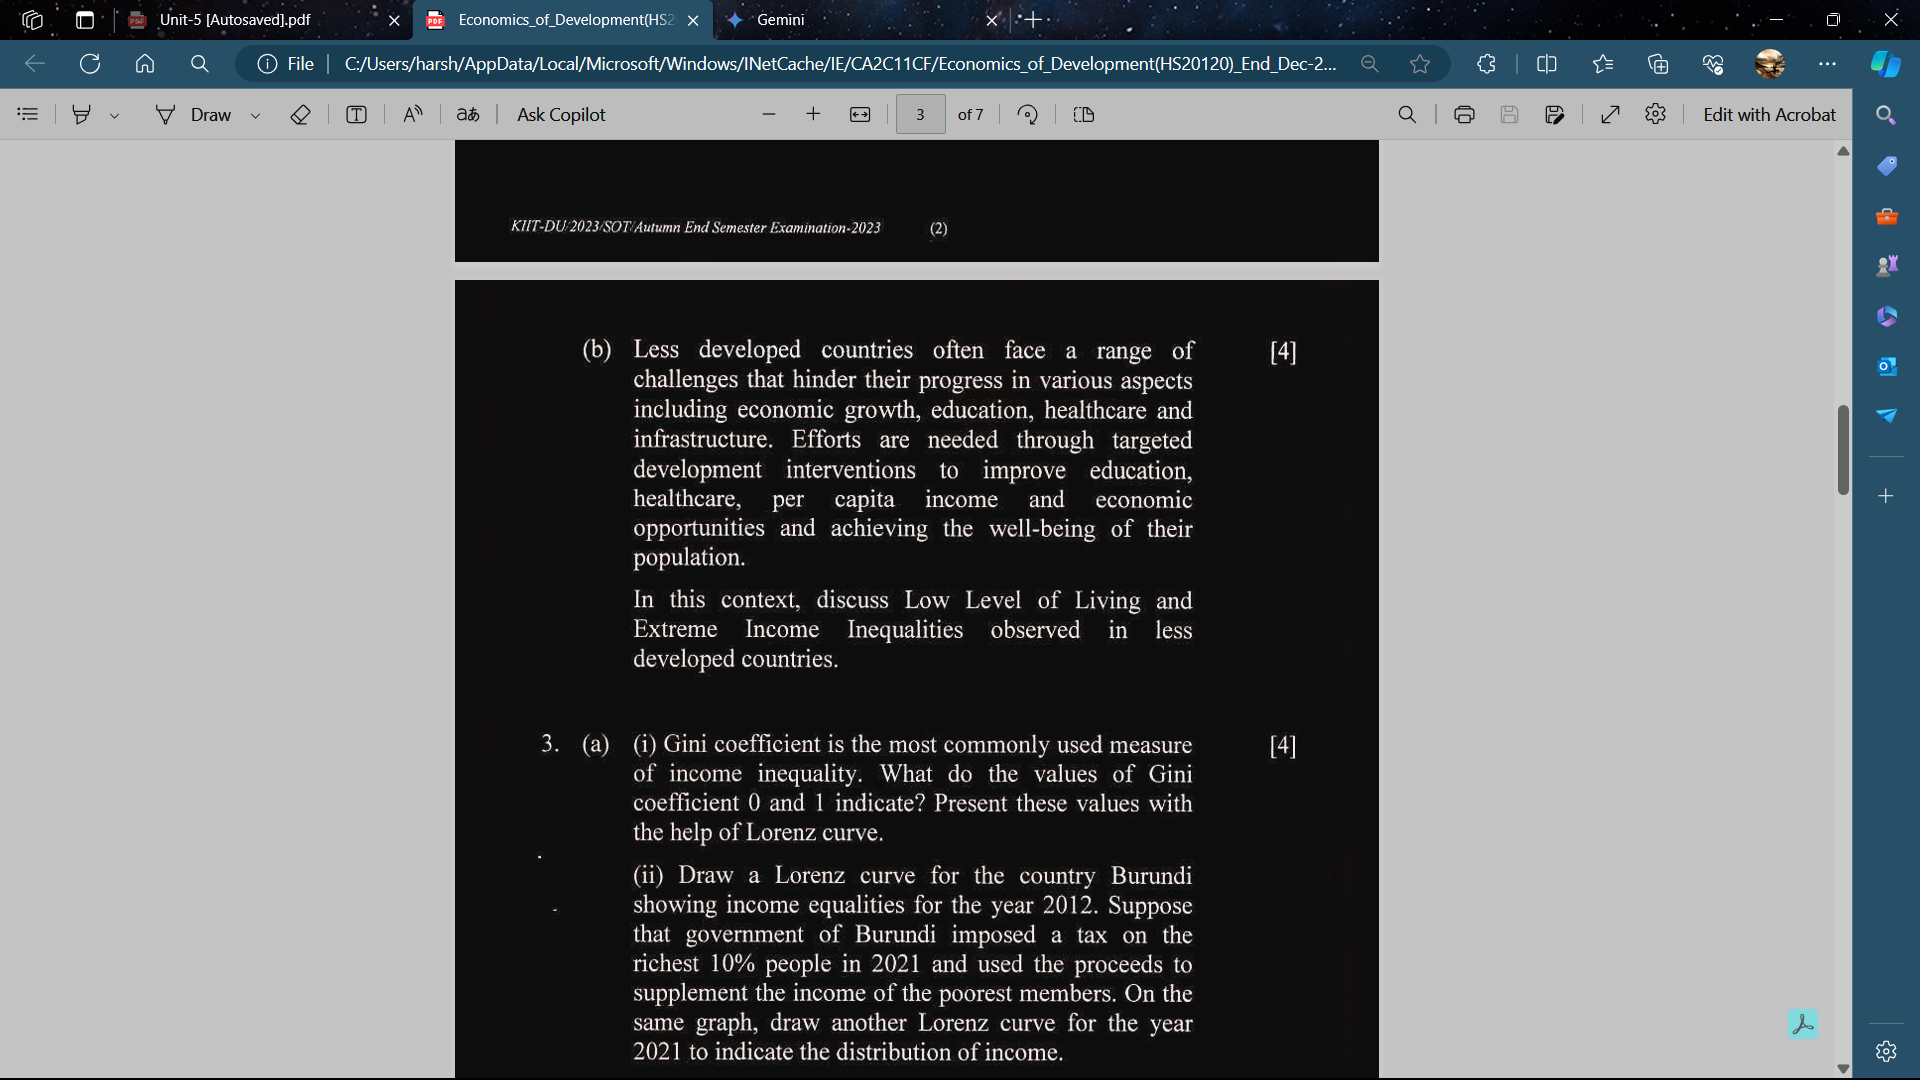 Unit-5 [Autosaved].pdf
Economics_of_Development(HS2
Gemini
File
C:/Users/harsh/AppData/Local/Microsoft/Windows/INetCache/IE/CA2C11CF/Economics_of_Development(HS20120)_End_Dec-2...
Draw
Ask Copilot
3 of 7
Edit with Acrobat
KIIT-DU/2023/SOT/Autumn End Semester Examination-2023 (2)
(b) Less developed countries often face a range of [4]
challenges that hinder their progress in various aspects
including economic growth, education, healthcare and
infrastructure. Efforts are needed through targeted
development interventions to improve education,
healthcare, per capita income and economic
opportunities and achieving the well-being of their
population.
In this context, discuss Low Level of Living and
Extreme Income Inequalities observed in less
developed countries.
3. (a) (i) Gini coefficient is the most commonly used measure [4]
of income inequality. What do the values of Gini
coefficient 0 and 1 indicate? Present these values with
the help of Lorenz curve.
(ii) Draw a Lorenz curve for the country Burundi
showing income equalities for the year 2012. Suppose
that government of Burundi imposed a tax on the
richest 10% people in 2021 and used the proceeds to
supplement the income of the poorest members. On the
same graph, draw another Lorenz curve for the year
2021 to indicate the distribution of income.